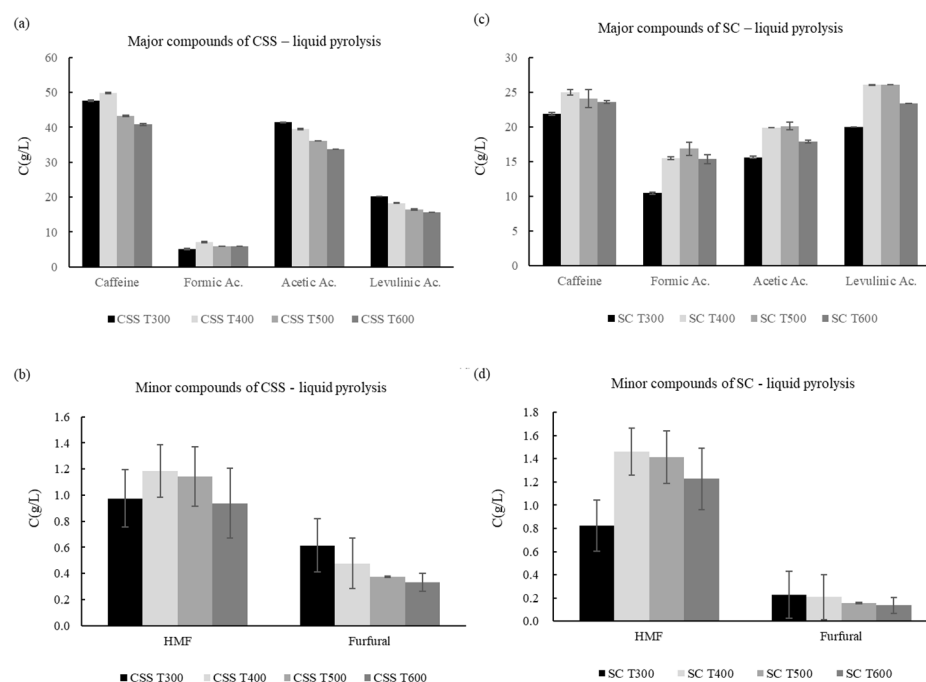 (a)
Major compounds of CSS – liquid pyrolysis
60
50
40
30
20
10
0
C(g/L)
Caffeine Formic Ac. Acetic Ac. Levulinic Ac.
CSS T300 CSS T400 CSS T500 CSS T600
(c)
Major compounds of SC – liquid pyrolysis
30
25
20
15
10
5
0
C(g/L)
Caffeine Formic Ac. Acetic Ac. Levulinic Ac.
SC T300 SC T400 SC T500 SC T600
(b)
Minor compounds of CSS - liquid pyrolysis
1.6
1.4
1.2
1.0
0.8
0.6
0.4
0.2
0.0
C(g/L)
HMF Furfural
CSS T300 CSS T400 CSS T500 CSS T600
(d)
Minor compounds of SC - liquid pyrolysis
1.8
1.6
1.4
1.2
1.0
0.8
0.6
0.4
0.2
0.0
C(g/L)
HMF Furfural
SC T300 SC T400 SC T500 SC T600